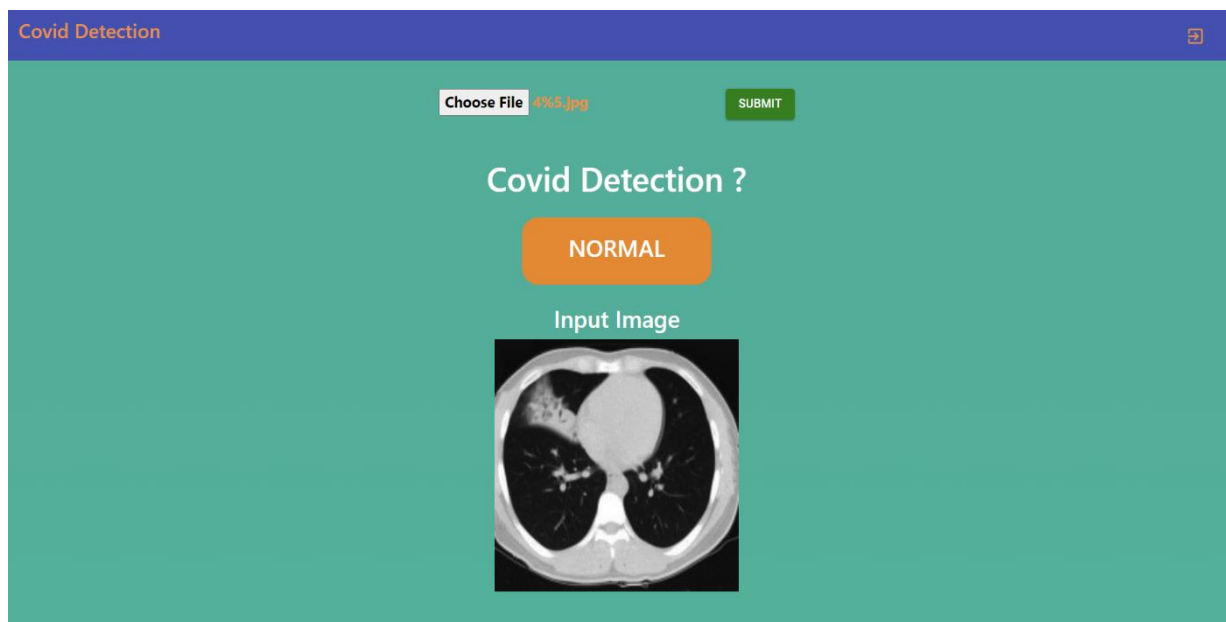 Covid Detection
Choose File 4%5.jpg
SUBMIT
Covid Detection ?
NORMAL
Input Image